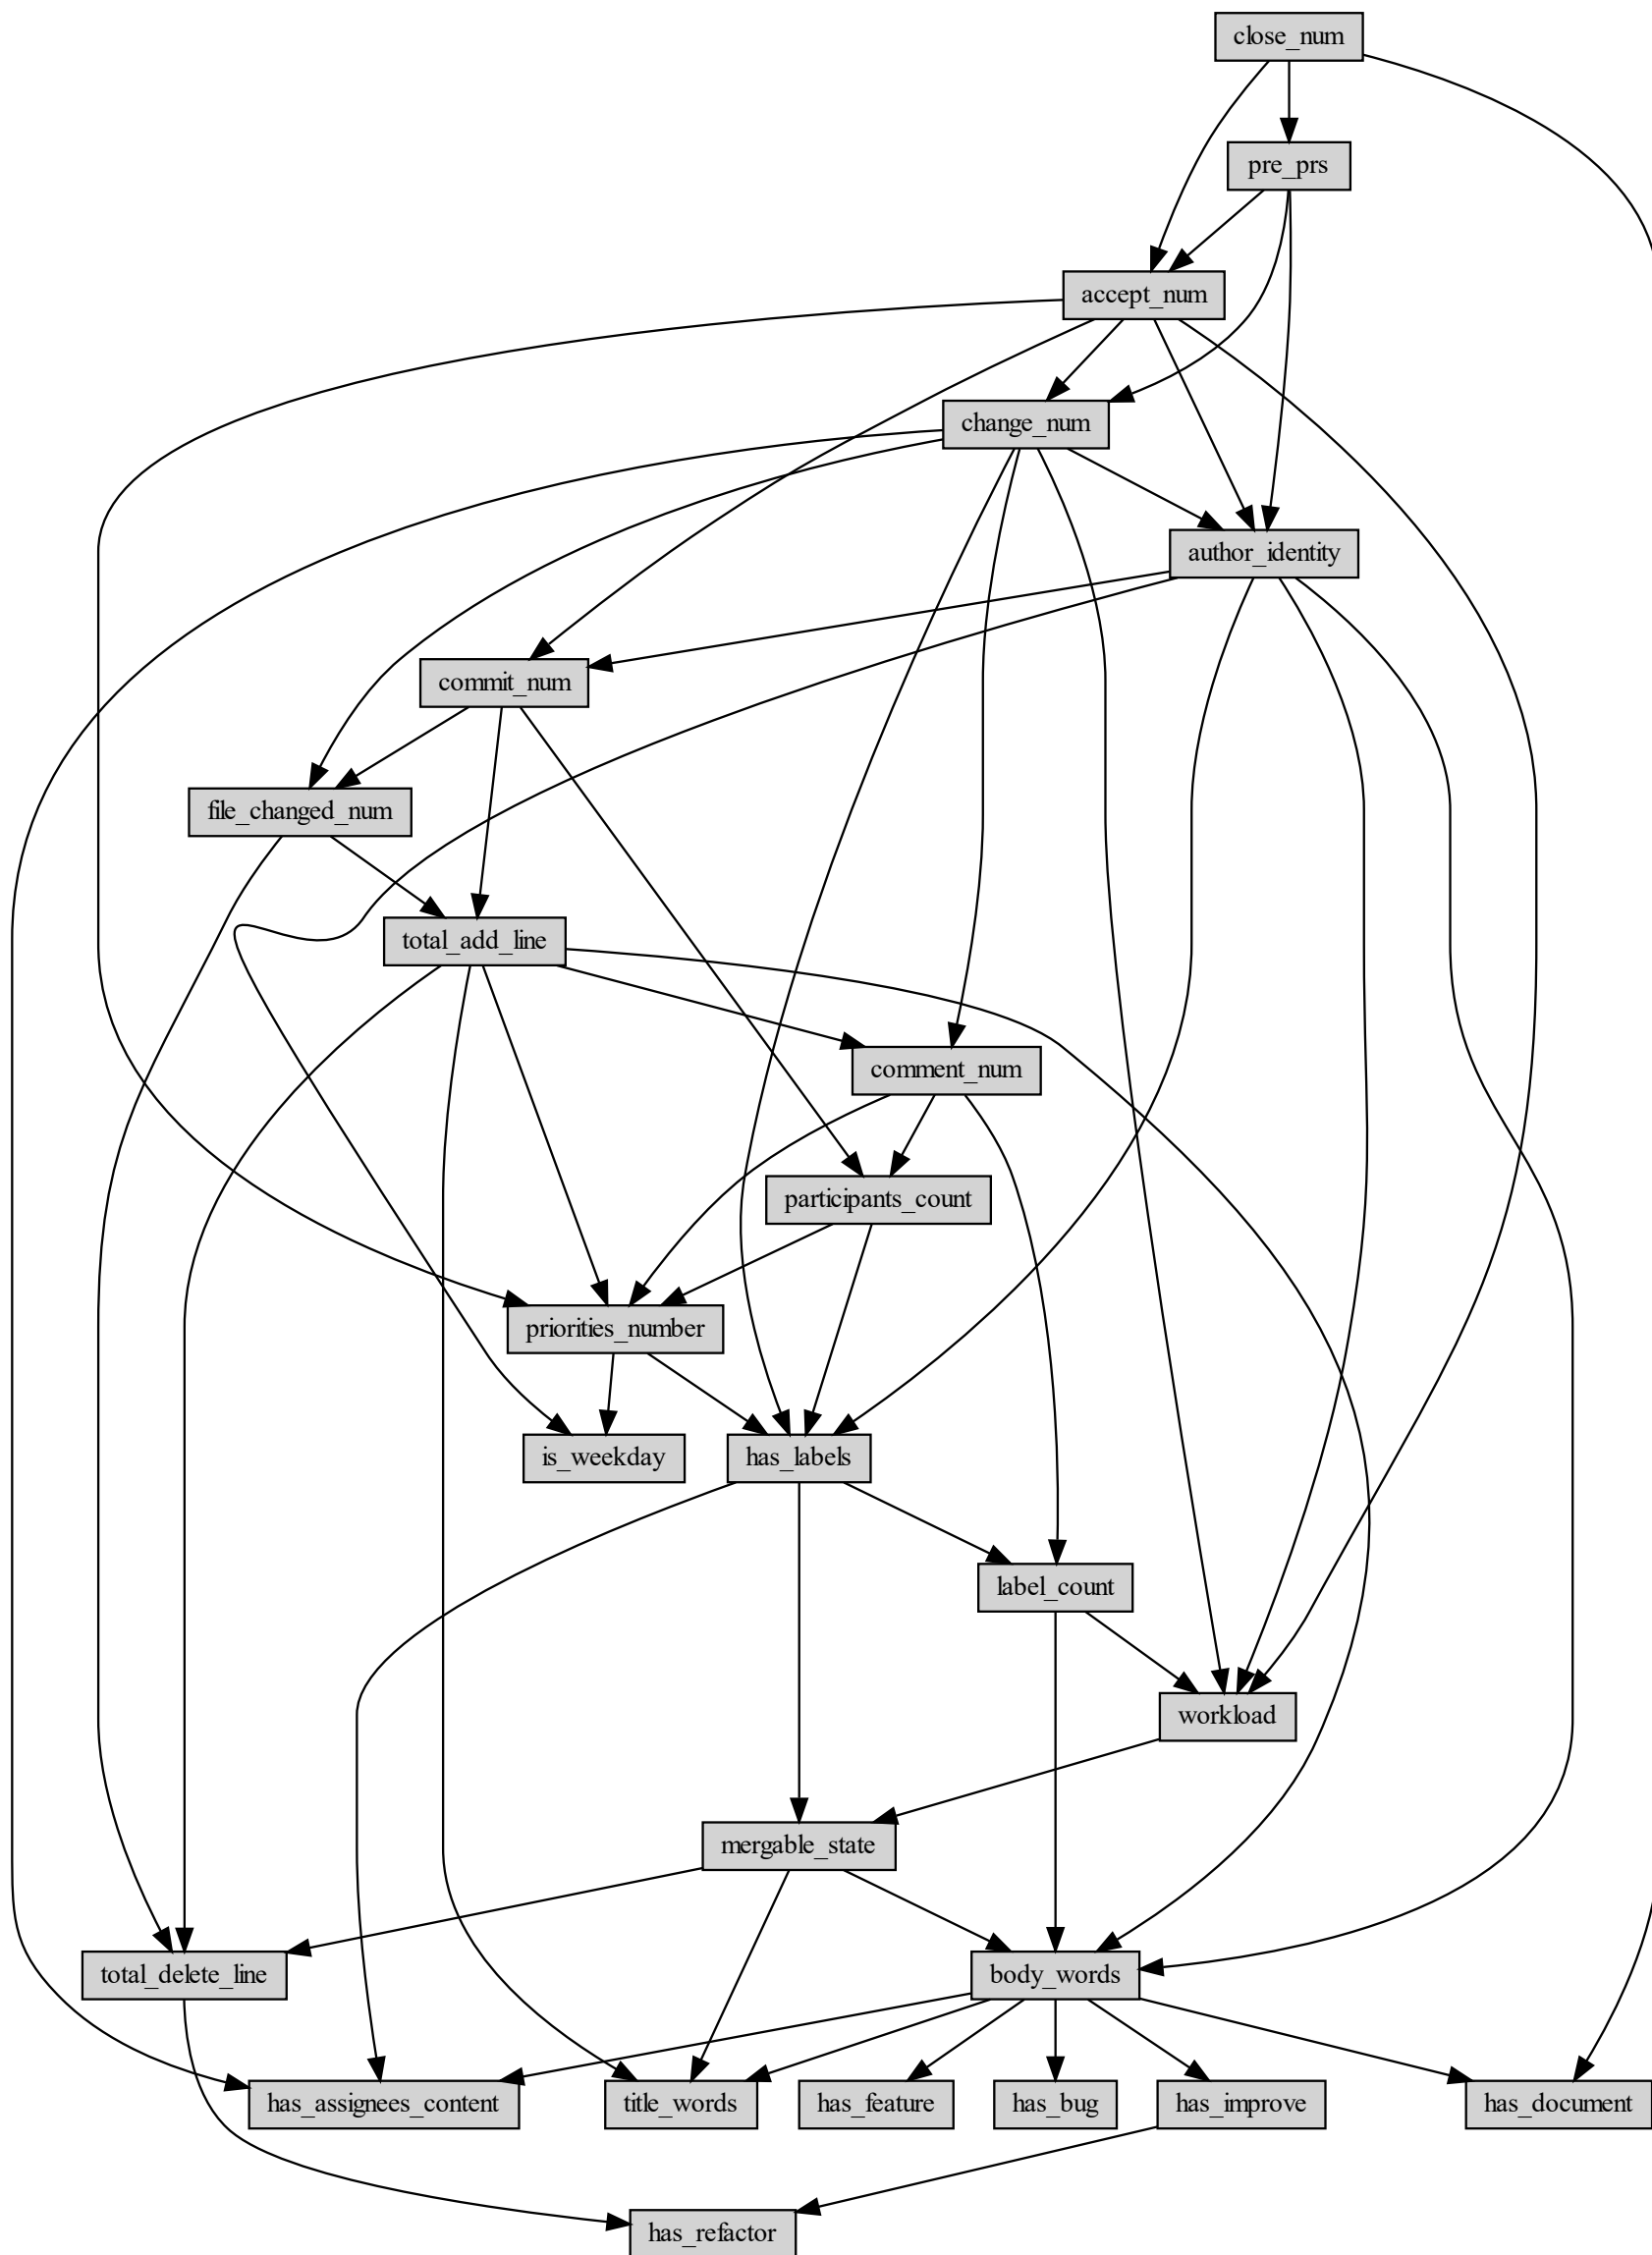 close_num
pre_prs
accept_num
change_num
author_identity
commit_num
file_changed_num
total_add_line
comment_num
participants_count
priorities_number
is_weekday
has_labels
label_count
workload
mergable_state
total_delete_line
body_words
has_assignees_content
title_words
has_feature
has_bug
has_improve
has_document
has_refactor